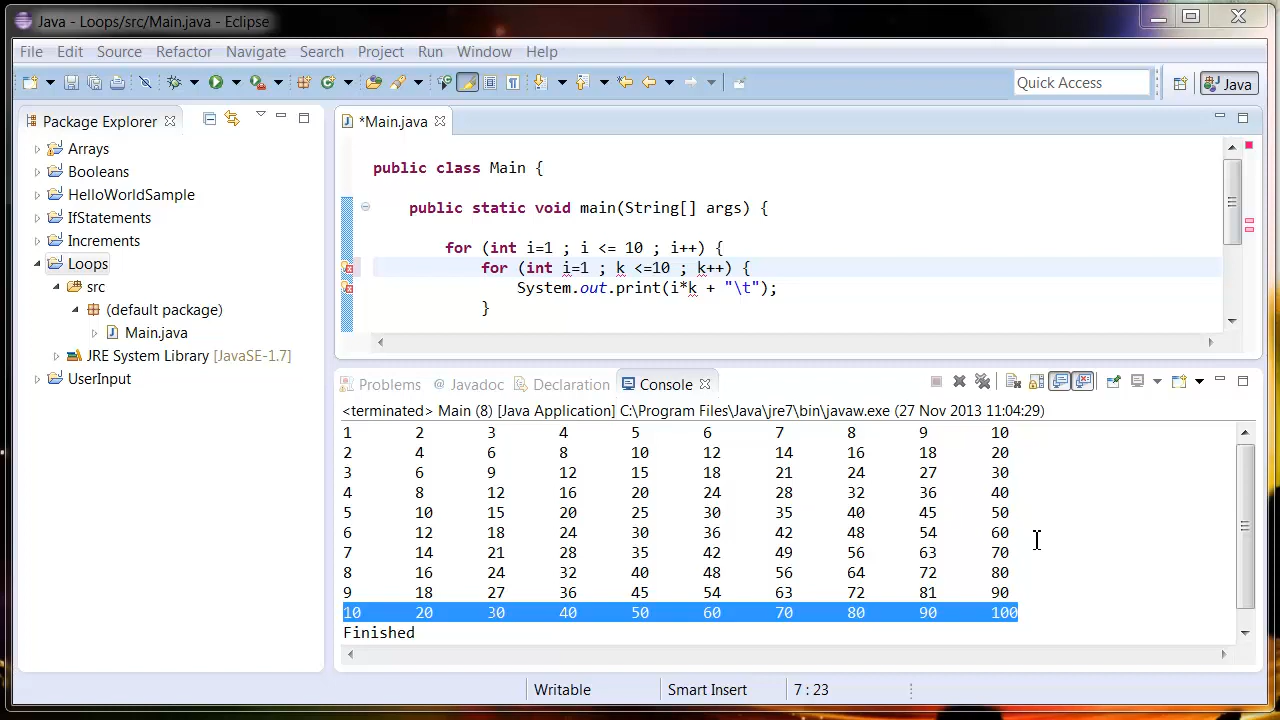 Java - Loops/src/Main.java - Eclipse
File Edit Source Refactor Navigate Search Project Run Window Help
Quick Access
Java
Package Explorer
Arrays
Booleans
HelloWorldSample
IfStatements
Increments
Loops
src
(default package)
Main.java
JRE System Library [JavaSE-1.7]
UserInput
*Main.java
public class Main {
public static void main(String[] args) {
for (int i=1 ; i <= 10 ; i++) {
for (int i=1 ; k <=10 ; k++) {
System.out.print(i*k + "\t");
}
Problems @ Javadoc Declaration Console
<terminated> Main (8) [Java Application] C:\Program Files\Java\jre7\bin\javaw.exe (27 Nov 2013 11:04:29)
1 2 3 4 5 6 7 8 9 10
2 4 6 8 10 12 14 16 18 20
3 6 9 12 15 18 21 24 27 30
4 8 12 16 20 24 28 32 36 40
5 10 15 20 25 30 35 40 45 50
6 12 18 24 30 36 42 48 54 60
7 14 21 28 35 42 49 56 63 70
8 16 24 32 40 48 56 64 72 80
9 18 27 36 45 54 63 72 81 90
10 20 30 40 50 60 70 80 90 100
Finished
Writable Smart Insert 7 : 23